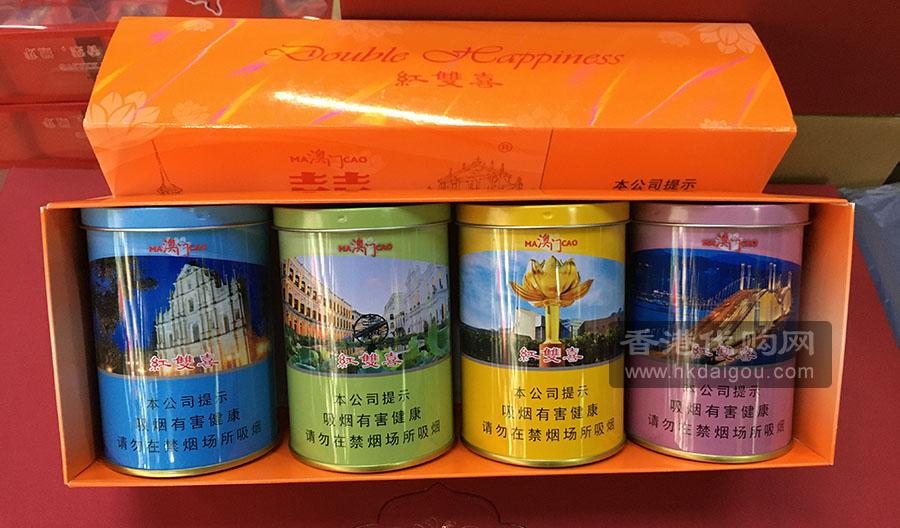 Double Happiness
紅雙喜
MA澳门CAO
®
囍
本公司提示
MA澳门CAO
紅雙喜
本公司提示
吸烟有害健康
请勿在禁烟场所吸烟
MA澳门CAO
紅雙喜
本公司提示
吸烟有害健康
请勿在禁烟场所吸烟
MA澳门CAO
紅雙喜
本公司提示
吸烟有害健康
请勿在禁烟场所吸烟
MA澳门CAO
紅雙喜
本公司提示
吸烟有害健康
请勿在禁烟场所吸烟
香港代购网
www.hkdaigou.com